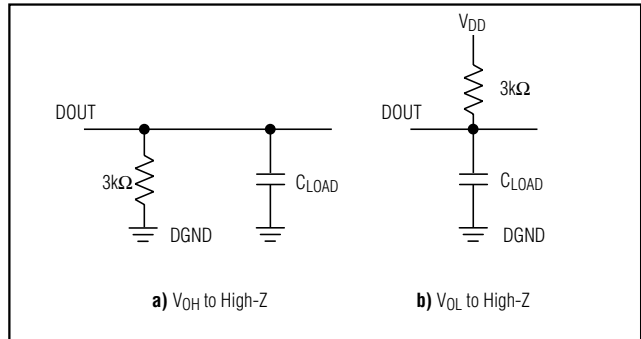 DOUT
3kΩ
DGND
CLOAD
a) VOH to High-Z
VDD
3kΩ
DOUT
CLOAD
DGND
b) VOL to High-Z